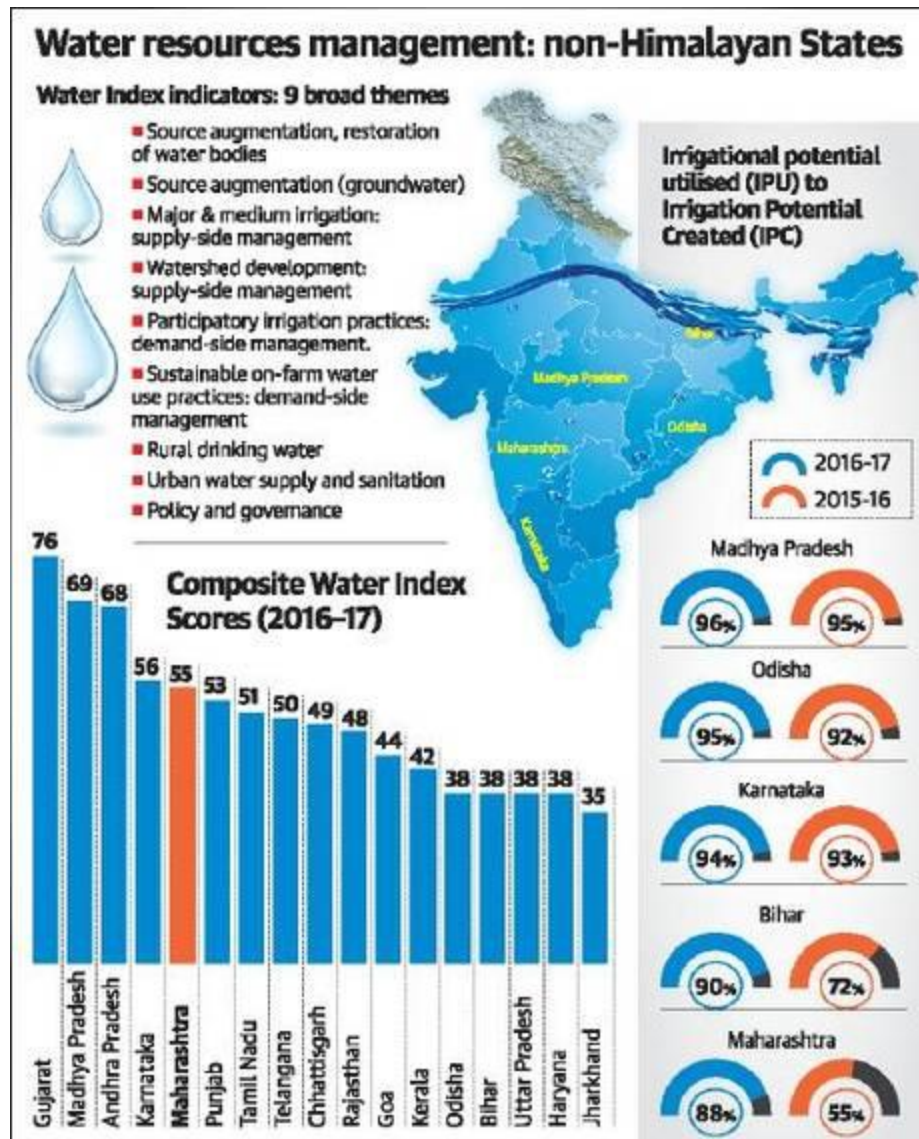 Water resources management: non-Himalayan States
Water Index indicators: 9 broad themes
Source augmentation, restoration
of water bodies
Source augmentation (groundwater)
Major & medium irrigation:
supply-side management
Watershed development:
supply-side management
Participatory irrigation practices:
demand-side management.
Sustainable on-farm water
use practices: demand-side
management
Rural drinking water
Urban water supply and sanitation
Policy and governance
Irrigational potential
utilised (IPU) to
Irrigation Potential
Created (IPC)
Bihar
Madhya Pradesh
Odisha
Maharashtra
Karnataka
2016-17
2015-16
Composite Water Index
Scores (2016–17)
76
69
68
56
55
53
51
50
49
48
44
42
38
38
38
38
35
Gujarat
Madhya Pradesh
Andhra Pradesh
Karnataka
Maharashtra
Punjab
Tamil Nadu
Telangana
Chhattisgarh
Rajasthan
Goa
Kerala
Odisha
Bihar
Uttar Pradesh
Haryana
Jharkhand
Madhya Pradesh
96% 95%
Odisha
95% 92%
Karnataka
94% 93%
Bihar
90% 72%
Maharashtra
88% 55%